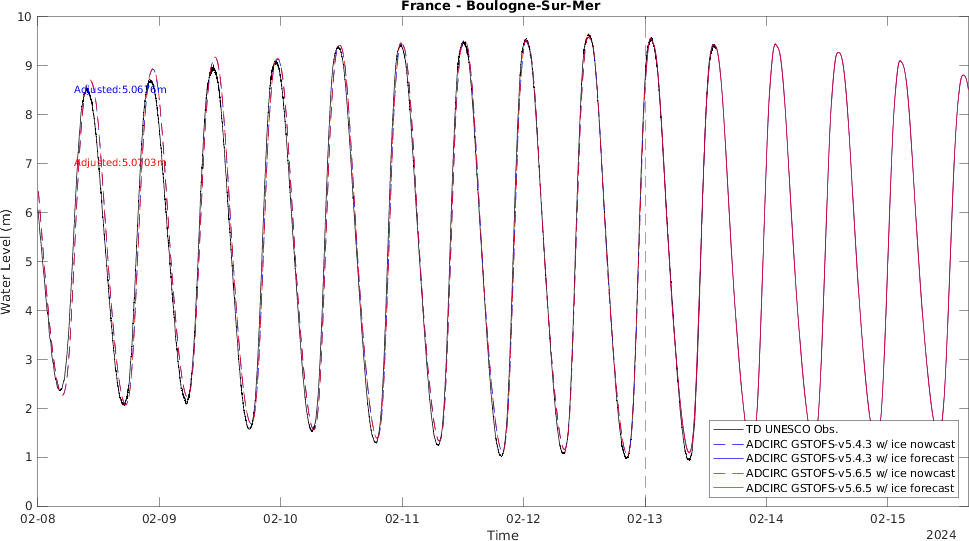 France - Boulogne-Sur-Mer
10
9
8
7
6
5
4
3
2
1
0
Water Level (m)
Adjusted:5.0676m
Adjusted:5.0703m
TD UNESCO Obs.
ADCIRC GSTOFS-v5.4.3 w/ ice nowcast
ADCIRC GSTOFS-v5.4.3 w/ ice forecast
ADCIRC GSTOFS-v5.6.5 w/ ice nowcast
ADCIRC GSTOFS-v5.6.5 w/ ice forecast
02-08 02-09 02-10 02-11 02-12 02-13 02-14 02-15
Time
2024